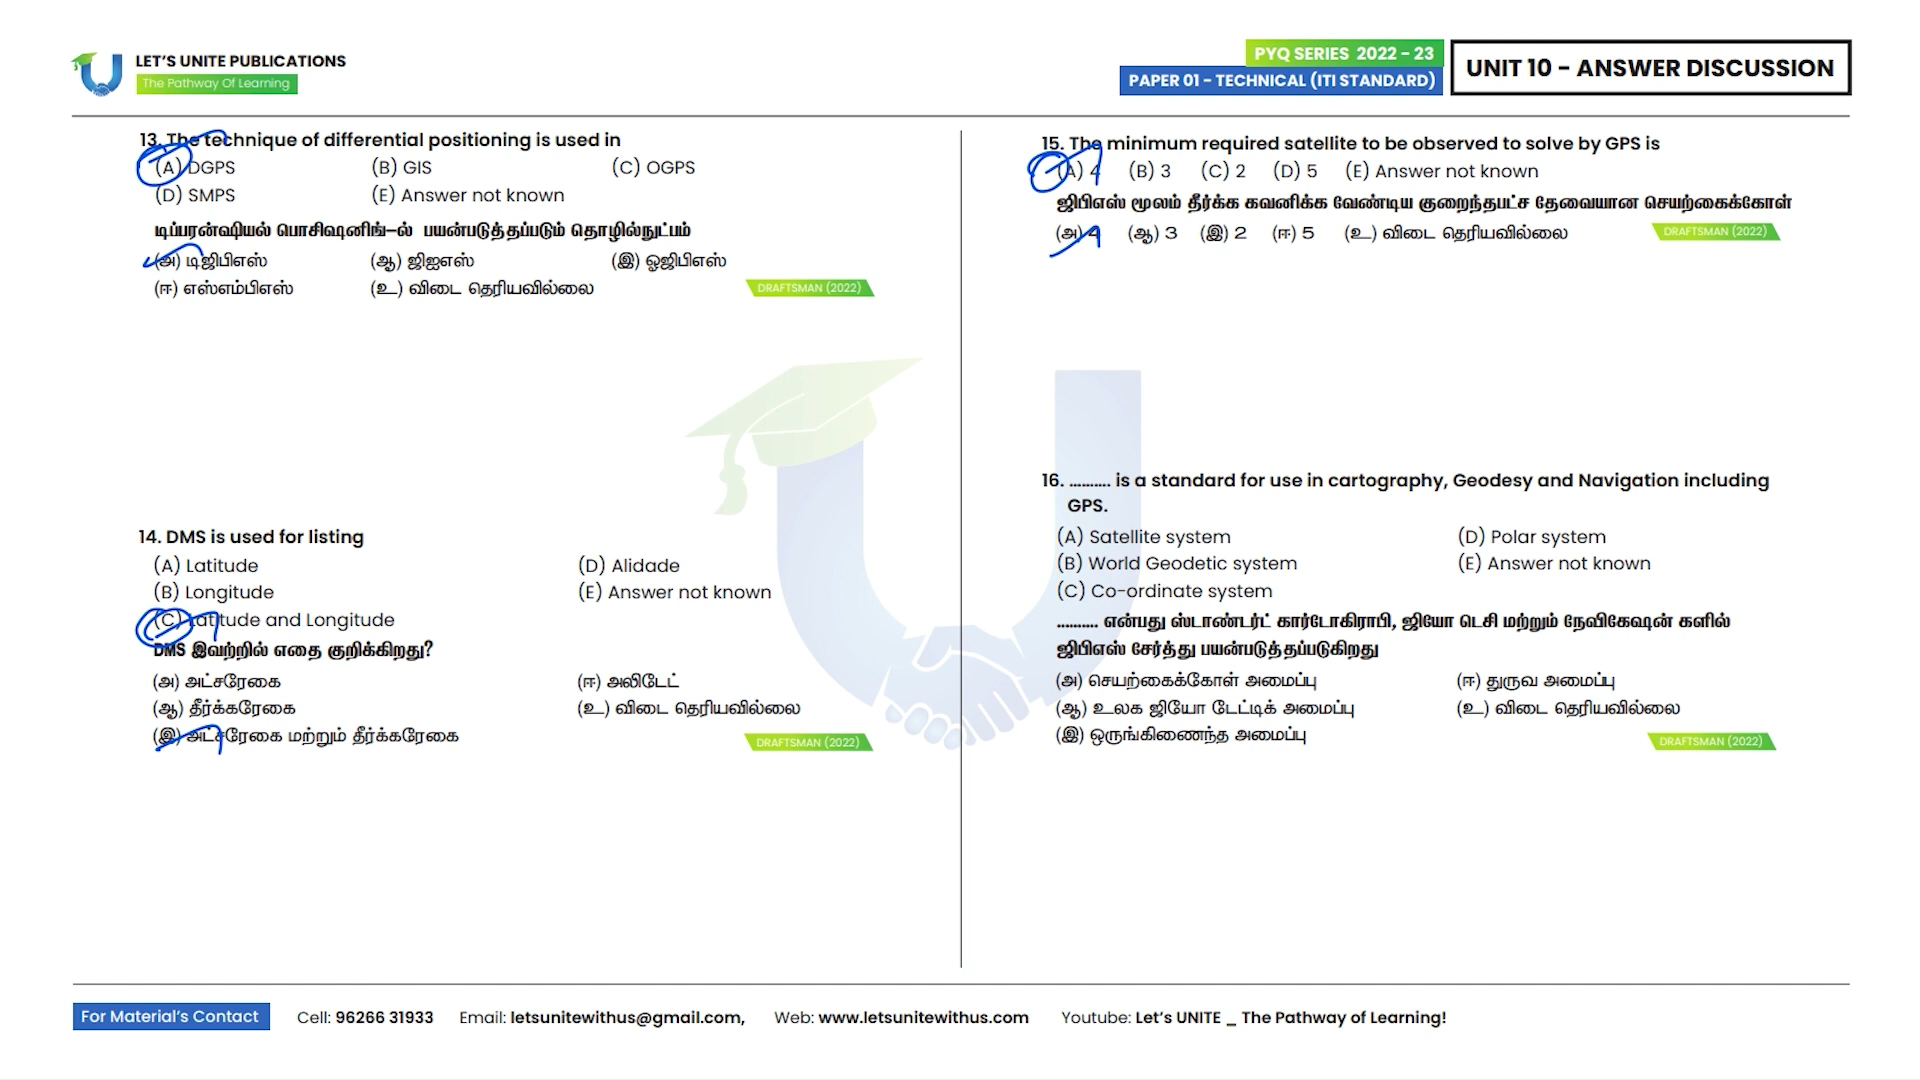 LET'S UNITE PUBLICATIONS
The Pathway Of Learning
PYQ SERIES 2022 - 23
PAPER 01 - TECHNICAL (ITI STANDARD)
UNIT 10 - ANSWER DISCUSSION
13. The technique of differential positioning is used in
(A) DGPS (B) GIS (C) OGPS
(D) SMPS (E) Answer not known
டிப்ரன்ஷியல் பொசிஷனிங்-ல் பயன்படுத்தப்படும் தொழில்நுட்பம்
(அ) டிஜிபிஎஸ் (ஆ) ஜிஐஎஸ் (இ) ஓஜிபிஎஸ்
(ஈ) எஸ்எம்பிஎஸ் (உ) விடை தெரியவில்லை
DRAFTSMAN (2022)
14. DMS is used for listing
(A) Latitude (D) Alidade
(B) Longitude (E) Answer not known
(C) Latitude and Longitude
DMS இவற்றில் எதை குறிக்கிறது?
(அ) அட்சரேகை (ஈ) அலிடேட்
(ஆ) தீர்க்கரேகை (உ) விடை தெரியவில்லை
(இ) அட்சரேகை மற்றும் தீர்க்கரேகை
DRAFTSMAN (2022)
15. The minimum required satellite to be observed to solve by GPS is
(A) 4 (B) 3 (C) 2 (D) 5 (E) Answer not known
ஜிபிஎஸ் மூலம் தீர்க்க கவனிக்க வேண்டிய குறைந்தபட்ச தேவையான செயற்கைக்கோள்
(அ) 4 (ஆ) 3 (இ) 2 (ஈ) 5 (உ) விடை தெரியவில்லை
DRAFTSMAN (2022)
16. .......... is a standard for use in cartography, Geodesy and Navigation including
GPS.
(A) Satellite system (D) Polar system
(B) World Geodetic system (E) Answer not known
(C) Co-ordinate system
.......... என்பது ஸ்டாண்டர்ட் கார்டோகிராபி, ஜியோ டெசி மற்றும் நேவிகேஷன் களில்
ஜிபிஎஸ் சேர்த்து பயன்படுத்தப்படுகிறது
(அ) செயற்கைக்கோள் அமைப்பு (ஈ) துருவ அமைப்பு
(ஆ) உலக ஜியோ டேட்டிக் அமைப்பு (உ) விடை தெரியவில்லை
(இ) ஒருங்கிணைந்த அமைப்பு
DRAFTSMAN (2022)
For Material's Contact Cell: 96266 31933 Email: letsunitewithus@gmail.com, Web: www.letsunitewithus.com Youtube: Let's UNITE _ The Pathway of Learning!